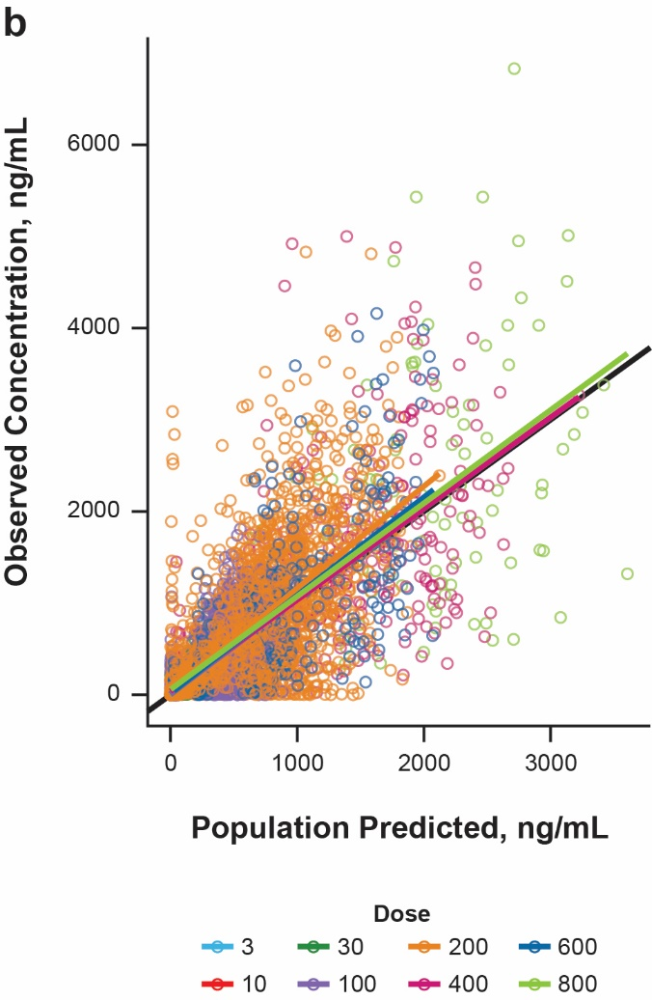 b
Observed Concentration, ng/mL
6000
4000
2000
0
0 1000 2000 3000
Population Predicted, ng/mL
Dose
3 30 200 600
10 100 400 800